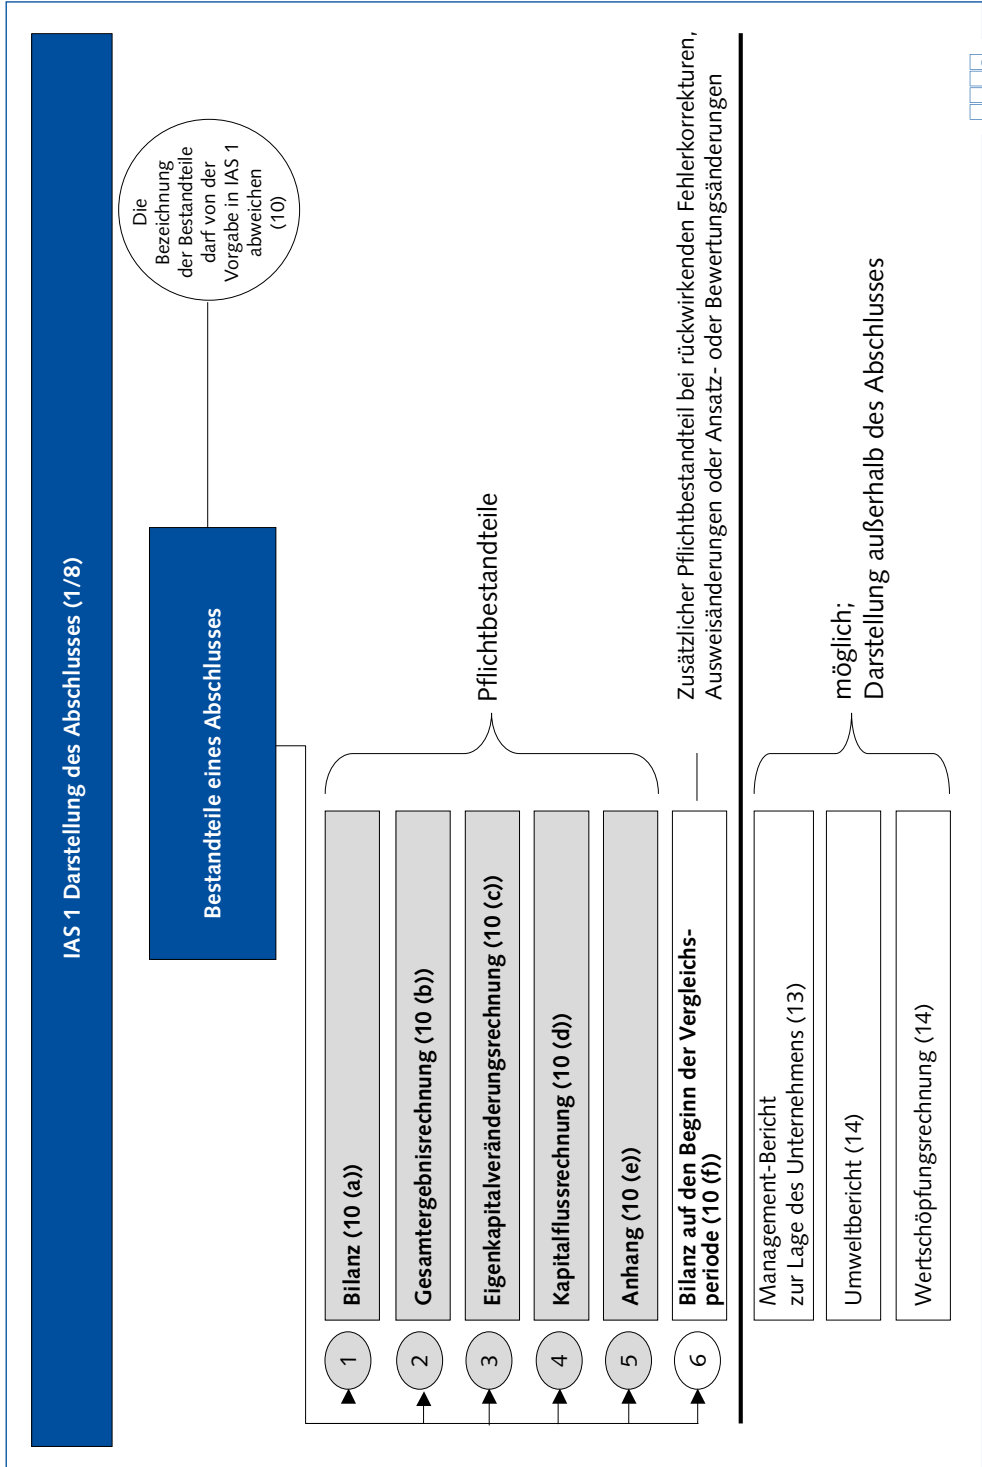 IAS 1 Darstellung des Abschlusses (1/8)
Bestandteile eines Abschlusses
Die
Bezeichnung
der Bestandteile
darf von der
Vorgabe in IAS 1
abweichen
(10)
1
Bilanz (10 (a))
2
Gesamtergebnisrechnung (10 (b))
3
Eigenkapitalveränderungsrechnung (10 (c))
4
Kapitalflussrechnung (10 (d))
5
Anhang (10 (e))
Pflichtbestandteile
6
Bilanz auf den Beginn der Vergleichs-
periode (10 (f))
Zusätzlicher Pflichtbestandteil bei rückwirkenden Fehlerkorrekturen,
Ausweisänderungen oder Ansatz- oder Bewertungsänderungen
Management-Bericht
zur Lage des Unternehmens (13)
Umweltbericht (14)
Wertschöpfungsrechnung (14)
möglich;
Darstellung außerhalb des Abschlusses